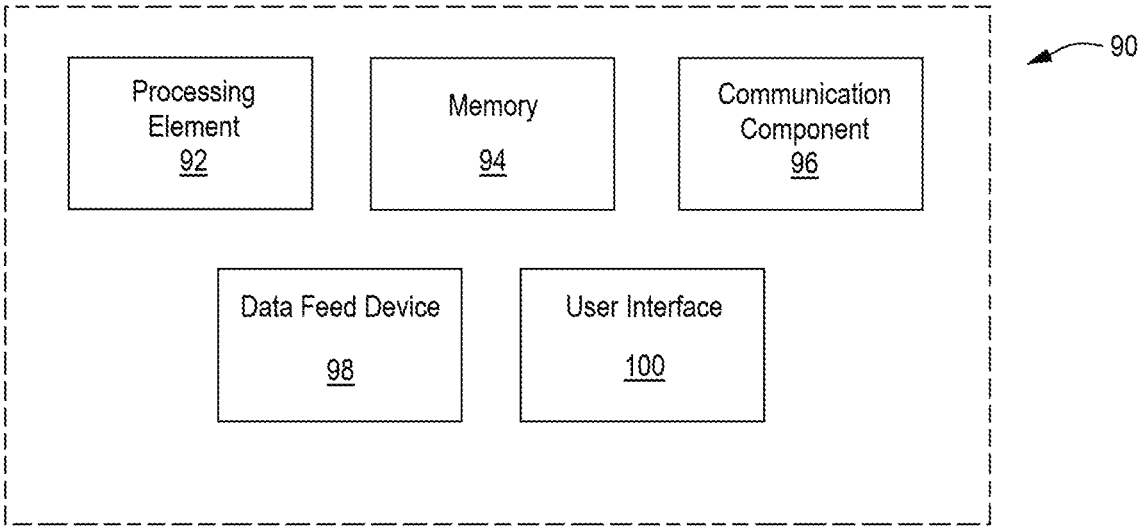 90
Processing
Element
92
Memory
94
Communication
Component
96
Data Feed Device
98
User Interface
100